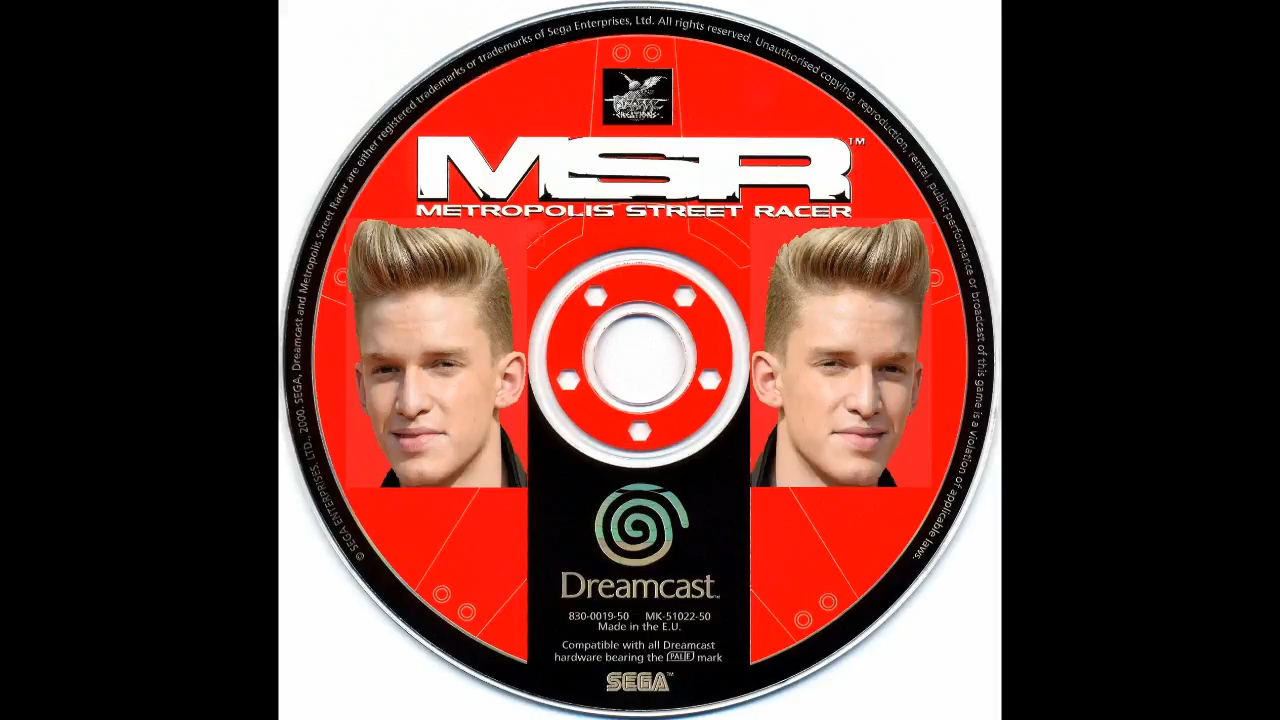 © SEGA ENTERPRISES, LTD., 2000. SEGA, Dreamcast and Metropolis Street Racer are either registered trademarks or trademarks of Sega Enterprises, Ltd. All rights reserved. Unauthorised copying, reproduction, rental, public performance or broadcast of this game is a violation of applicable laws.
CREATIONS
MSR™
METROPOLIS STREET RACER
Dreamcast™
830-0019-50 MK-51022-50
Made in the E.U.
Compatible with all Dreamcast
hardware bearing the PAL/E mark
SEGA™